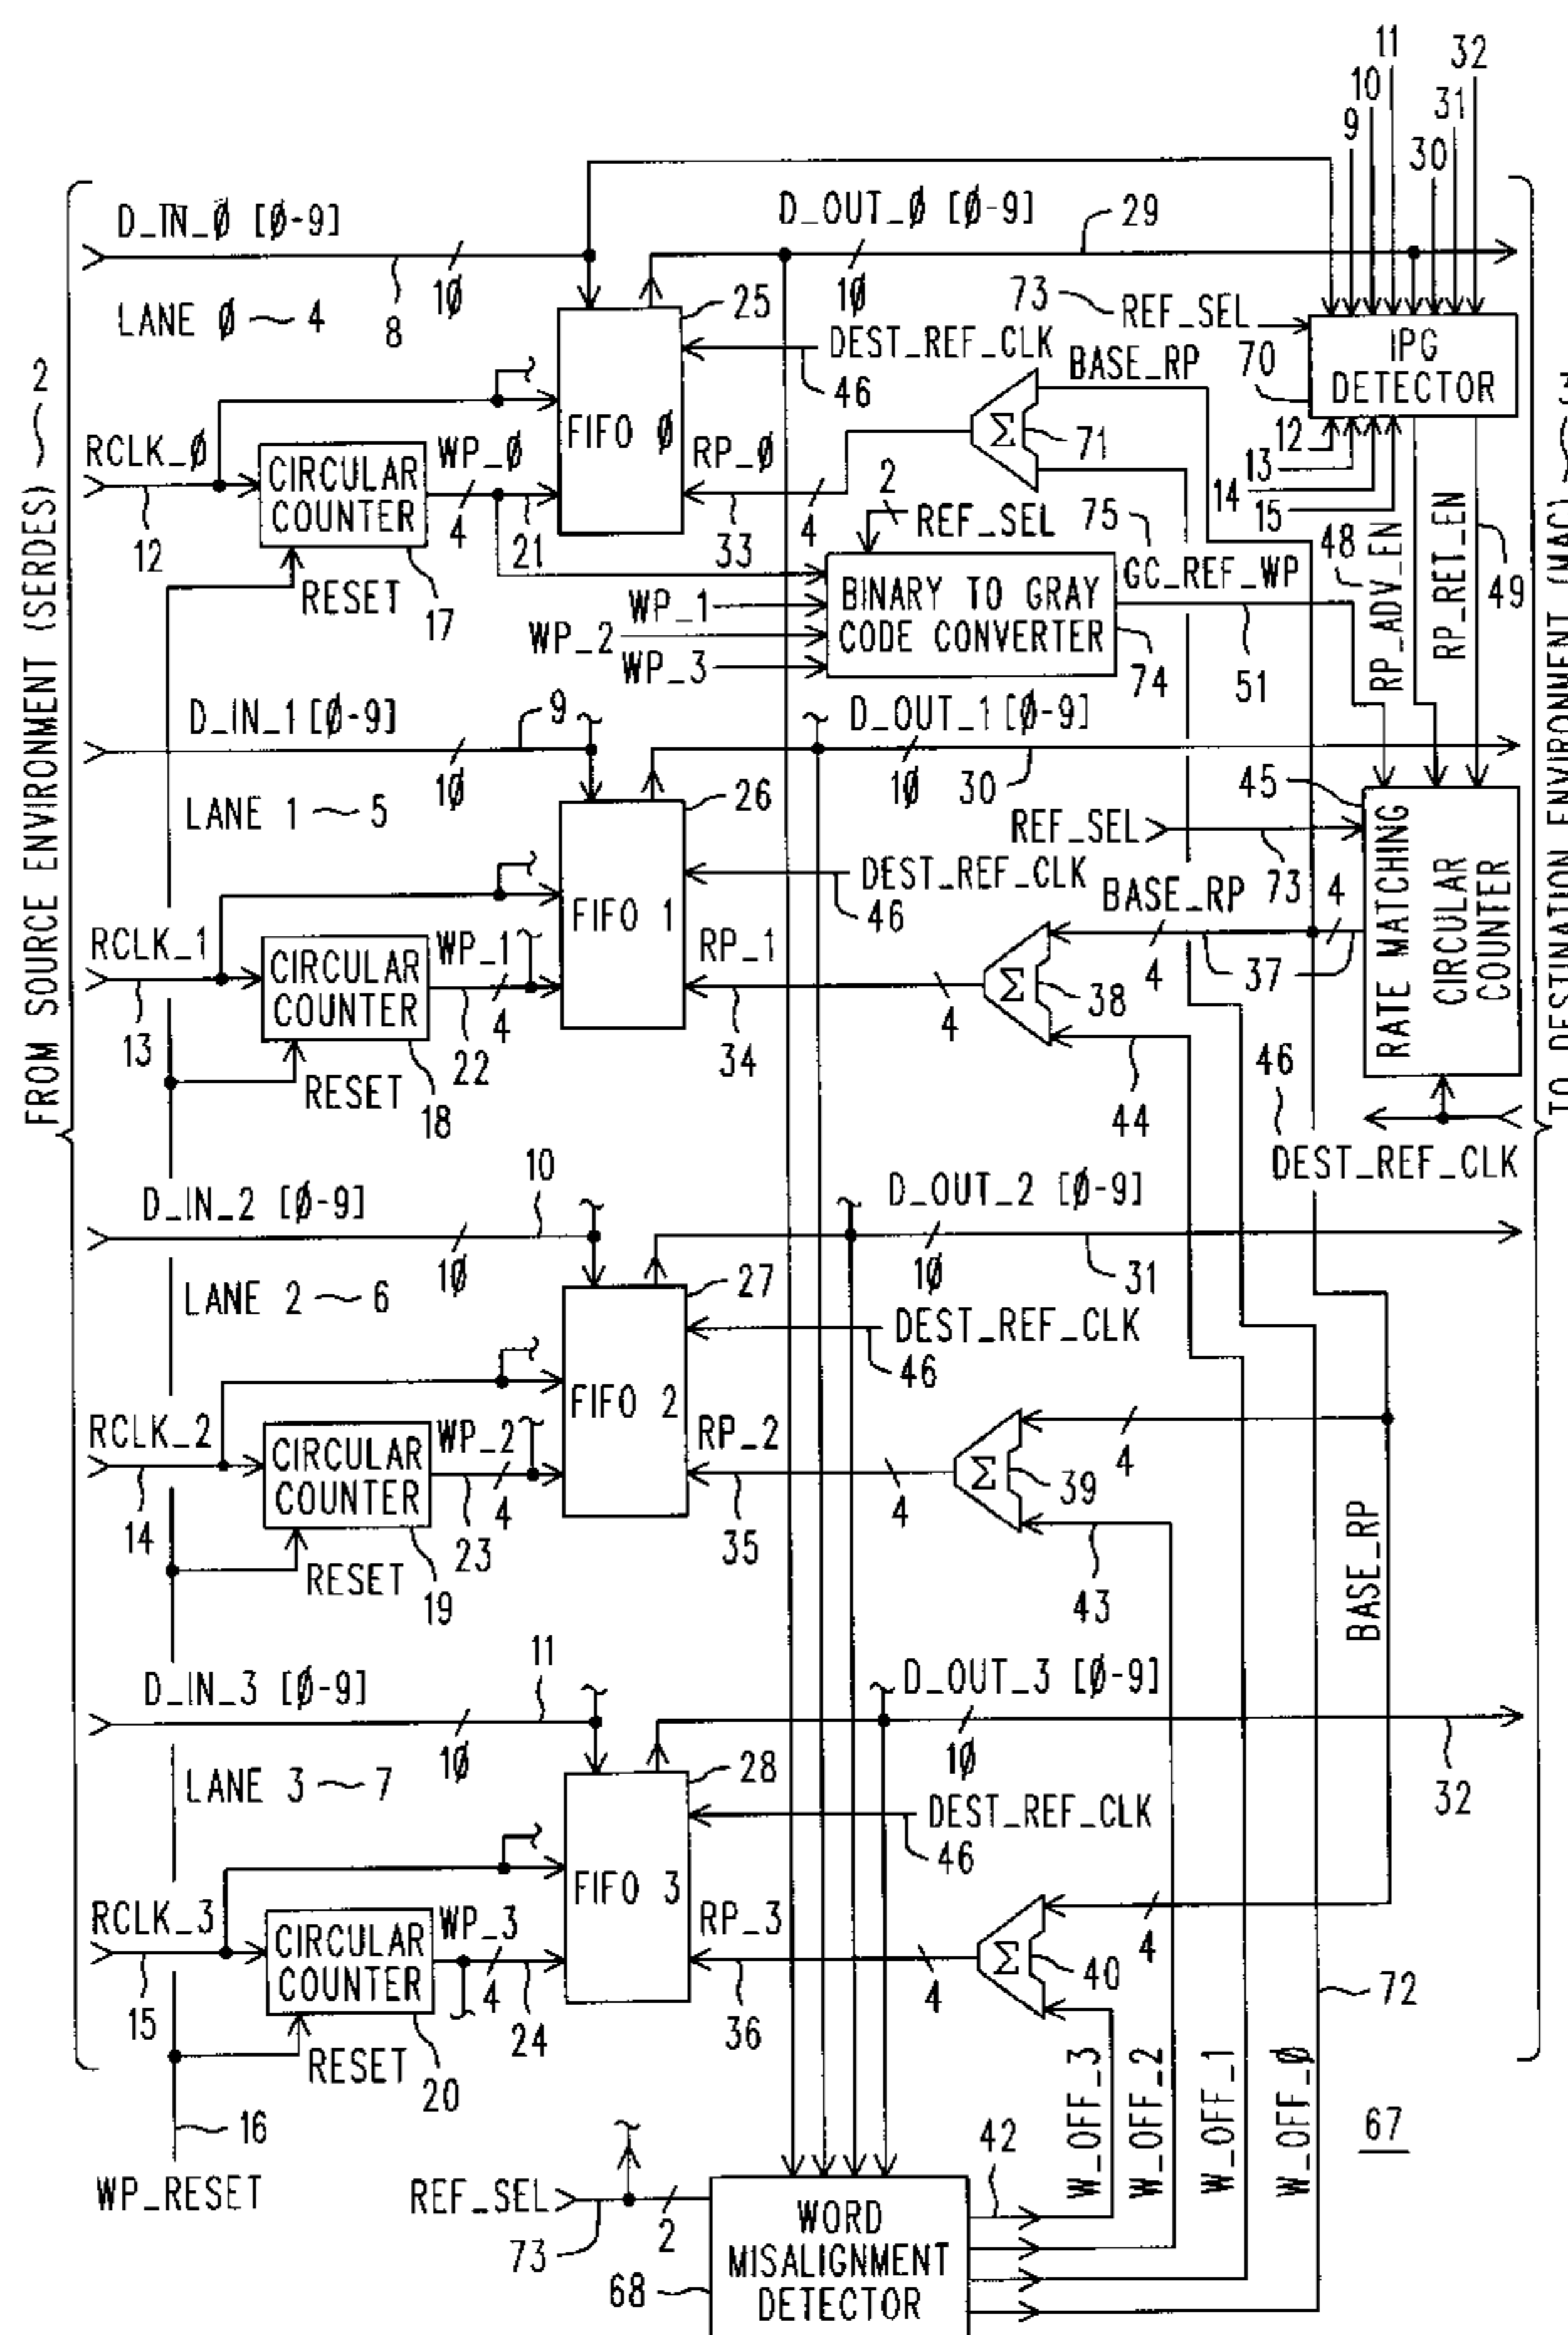 11
32
10
31
9
30
D_IN_Ø [Ø-9]
D_OUT_Ø [Ø-9]
29
1Ø
1Ø
8
LANE Ø 4
25
73
REF_SEL
IPG
DETECTOR
70
DEST_REF_CLK
46
BASE_RP
2
3
FROM SOURCE ENVIRONMENT (SERDES)
TO DESTINATION ENVIRONMENT (MAC)
FIFO Ø
RCLK_Ø
12
CIRCULAR
COUNTER
WP_Ø
4
21
RP_Ø
33
4
Σ
71
12
13
14
15
RESET
17
2
REF_SEL
75
GC_REF_WP
48
RP_ADV_EN
RP_RET_EN
49
WP_1
WP_2
WP_3
BINARY TO GRAY
CODE CONVERTER
74
51
D_IN_1 [Ø-9]
9
D_OUT_1 [Ø-9]
1Ø
1Ø
30
LANE 1 5
26
45
REF_SEL
73
DEST_REF_CLK
46
FIFO 1
RATE MATCHING
CIRCULAR
COUNTER
BASE_RP
4
37
4
RCLK_1
13
CIRCULAR
COUNTER
WP_1
4
22
RP_1
34
4
Σ
38
44
RESET
18
46
DEST_REF_CLK
D_IN_2 [Ø-9]
10
D_OUT_2 [Ø-9]
1Ø
1Ø
31
LANE 2 6
27
DEST_REF_CLK
46
FIFO 2
RCLK_2
14
CIRCULAR
COUNTER
WP_2
4
23
RP_2
35
4
Σ
39
4
43
BASE_RP
RESET
19
D_IN_3 [Ø-9]
11
D_OUT_3 [Ø-9]
1Ø
1Ø
32
LANE 3 7
28
DEST_REF_CLK
46
FIFO 3
RCLK_3
15
CIRCULAR
COUNTER
WP_3
4
24
RP_3
36
4
Σ
40
4
72
RESET
20
16
WP_RESET
W_OFF_3
W_OFF_2
W_OFF_1
W_OFF_Ø
67
42
REF_SEL
73
2
WORD
MISALIGNMENT
DETECTOR
68